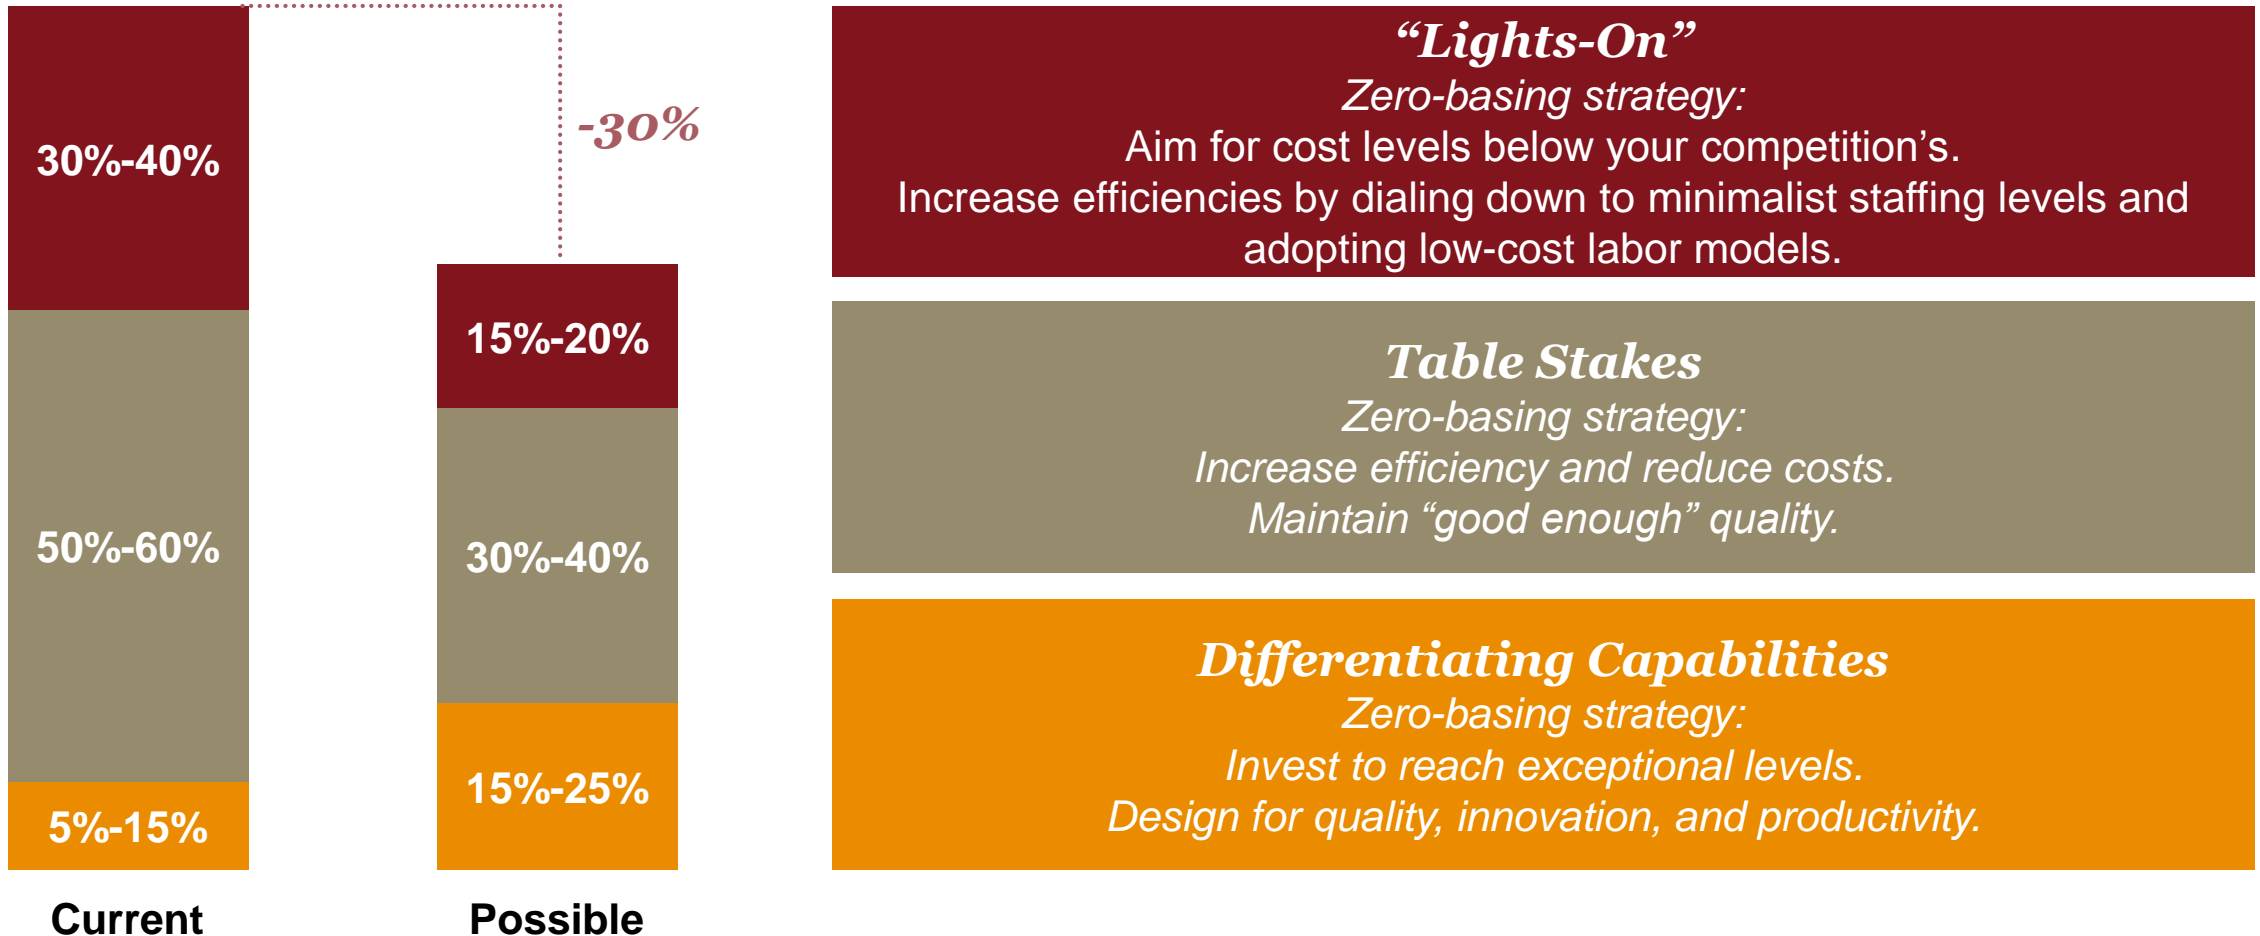 30%-40%
50%-60%
5%-15%
Current
-30%
15%-20%
30%-40%
15%-25%
Possible
“Lights-On”
Zero-basing strategy:
Aim for cost levels below your competition’s.
Increase efficiencies by dialing down to minimalist staffing levels and
adopting low-cost labor models.
Table Stakes
Zero-basing strategy:
Increase efficiency and reduce costs.
Maintain “good enough” quality.
Differentiating Capabilities
Zero-basing strategy:
Invest to reach exceptional levels.
Design for quality, innovation, and productivity.